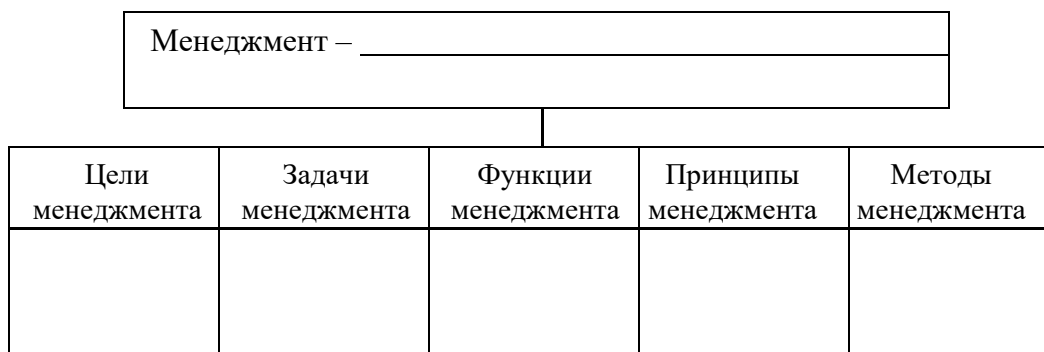 Менеджмент –
Цели менеджмента
Задачи менеджмента
Функции менеджмента
Принципы менеджмента
Методы менеджмента